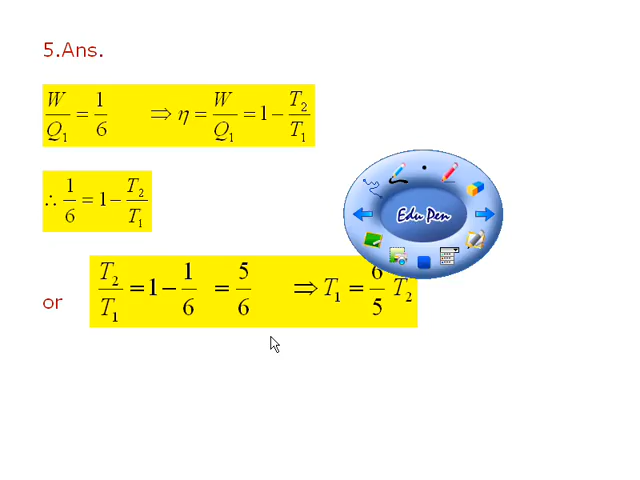 5.Ans.
W/Q₁ = 1/6 ⇒ η = W/Q₁ = 1 − T₂/T₁
∴ 1/6 = 1 − T₂/T₁
Edu Pen
or T₂/T₁ = 1 − 1/6 = 5/6 ⇒ T₁ = 6/5 T₂